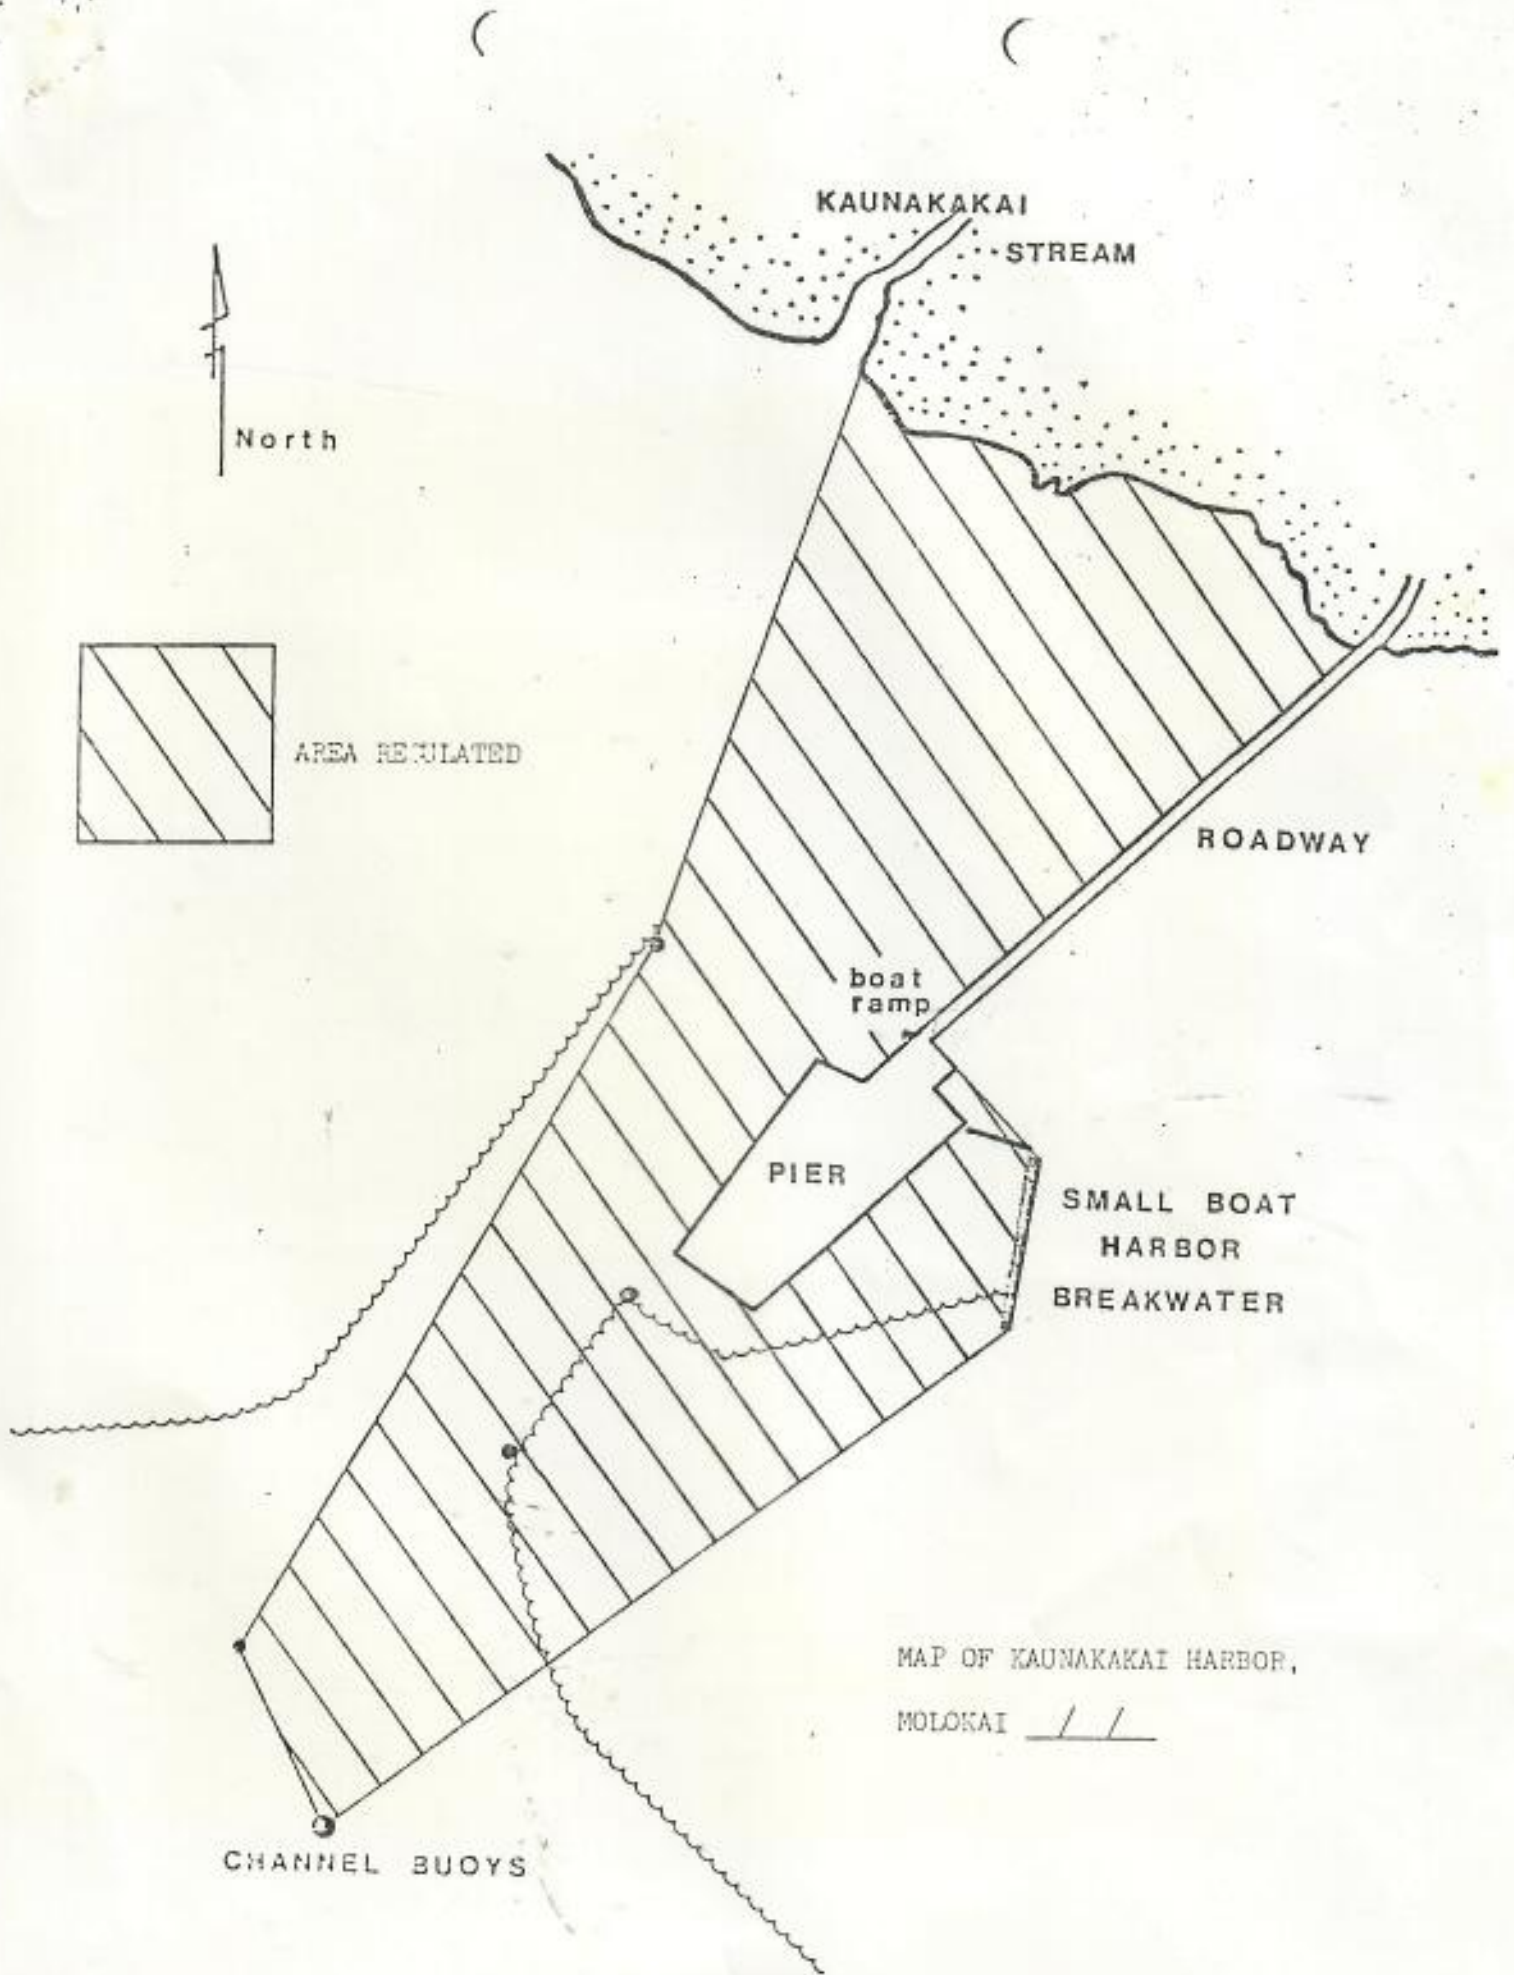 KAUNAKAKAI
STREAM
North
AREA REGULATED
ROADWAY
boat
ramp
PIER
SMALL BOAT
HARBOR
BREAKWATER
MAP OF KAUNAKAKAI HARBOR,
MOLOKAI
CHANNEL BUOYS